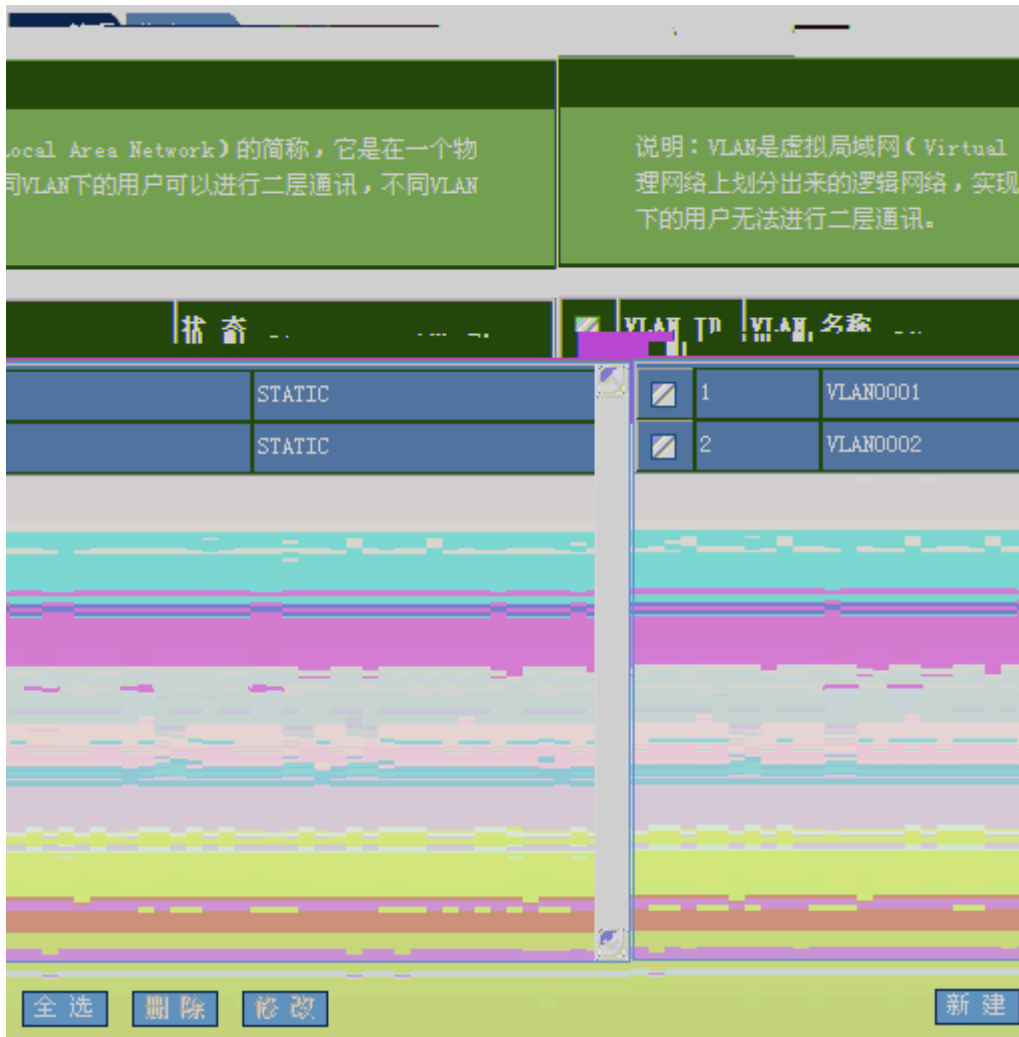 说明：VLAN是虚拟局域网(Virtual
理网络上划分出来的逻辑网络，实现
下的用户无法进行二层通讯。
Local Area Network)的简称，它是在一个物
同VLAN下的用户可以进行二层通讯，不同VLAN
状 态
VLAN ID VLAN 名称
STATIC
1 VLAN0001
STATIC
2 VLAN0002
全 选 删 除 修 改
新 建